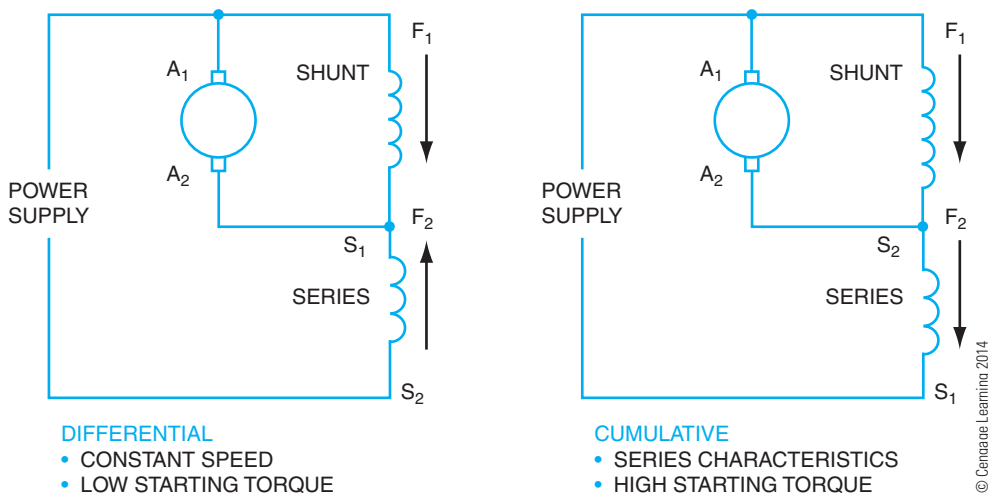 F1
A1
SHUNT
A2
POWER
SUPPLY
F2
S1
SERIES
S2
DIFFERENTIAL
• CONSTANT SPEED
• LOW STARTING TORQUE
F1
A1
SHUNT
A2
POWER
SUPPLY
F2
S2
SERIES
S1
CUMULATIVE
• SERIES CHARACTERISTICS
• HIGH STARTING TORQUE
© Cengage Learning 2014